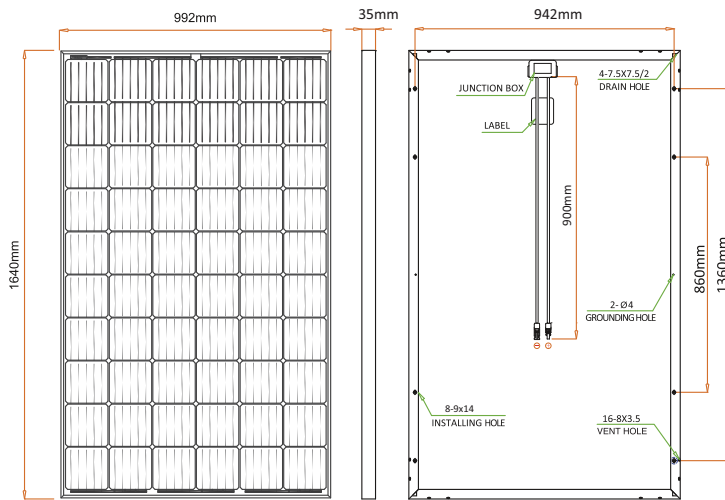 992mm
35mm
942mm
4-7.5X7.5/2
DRAIN HOLE
JUNCTION BOX
LABEL
1640mm
900mm
860mm
1360mm
2- Ø4
GROUNDING HOLE
8-9x14
INSTALLING HOLE
16-8X3.5
VENT HOLE